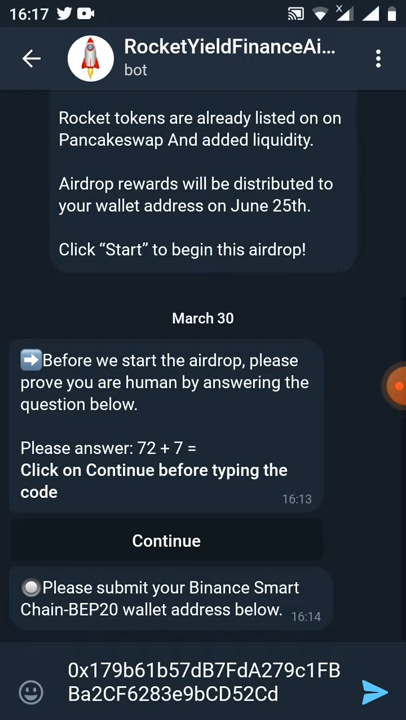 16:17
RocketYieldFinanceAi...
bot
Rocket tokens are already listed on on
Pancakeswap And added liquidity.
Airdrop rewards will be distributed to
your wallet address on June 25th.
Click “Start” to begin this airdrop!
March 30
➡Before we start the airdrop, please
prove you are human by answering the
question below.
Please answer: 72 + 7 =
Click on Continue before typing the
code
16:13
Continue
🔘Please submit your Binance Smart
Chain-BEP20 wallet address below.
16:14
0x179b61b57dB7FdA279c1FB
Ba2CF6283e9bCD52Cd